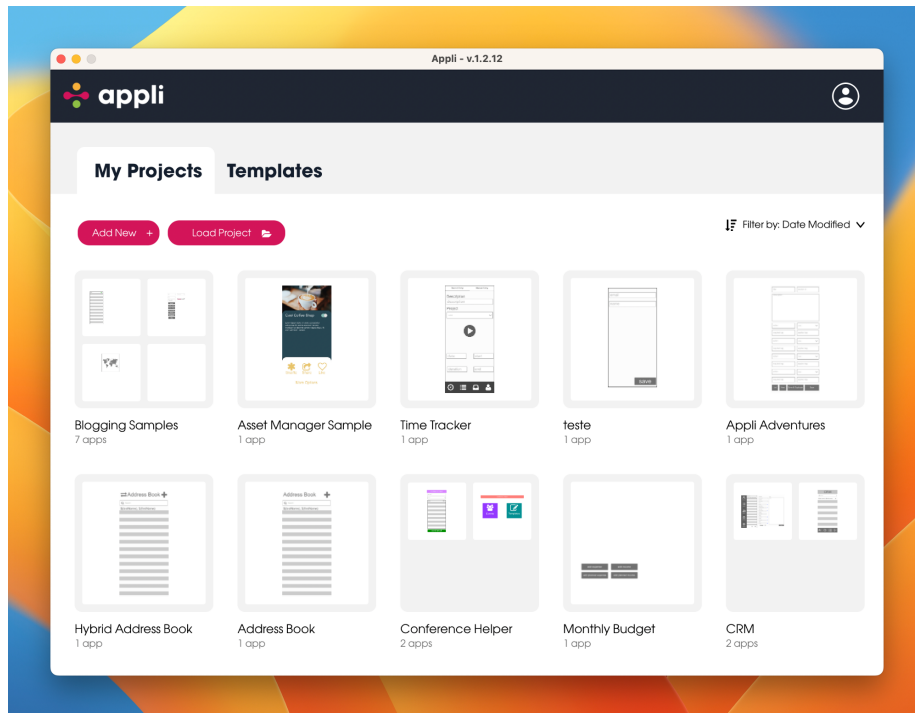 Appli - v.1.2.12
appli
My Projects
Templates
Add New +
Load Project
Filter by: Date Modified
Blogging Samples
7 apps
Asset Manager Sample
1 app
Time Tracker
1 app
save
teste
1 app
Appli Adventures
1 app
Address Book
Hybrid Address Book
1 app
Address Book
Address Book
1 app
Conference Helper
2 apps
Monthly Budget
1 app
CRM
2 apps